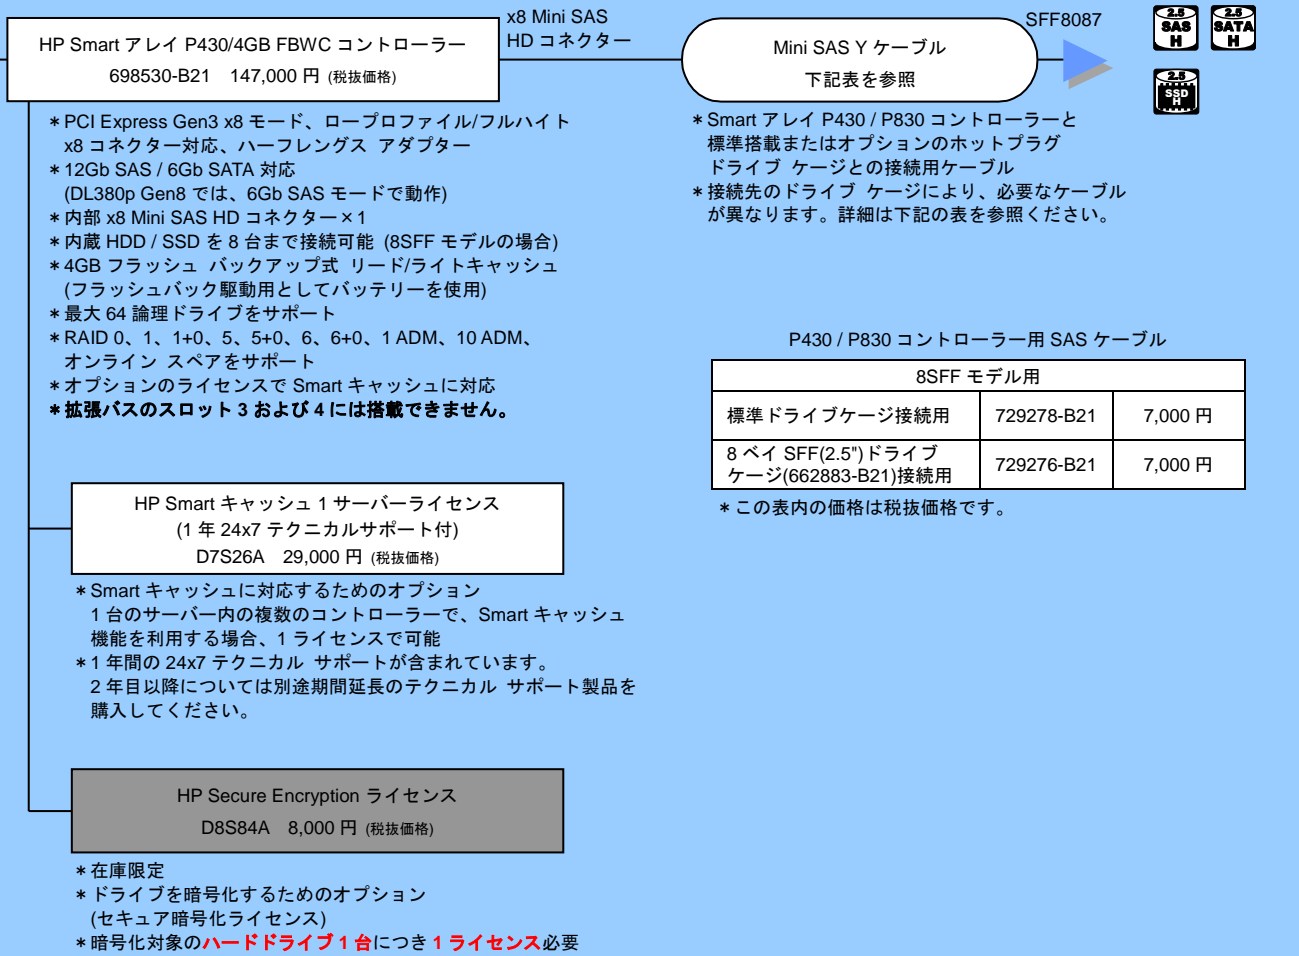 HP Smart アレイ P430/4GB FBWC コントローラー
698530-B21 147,000 円 (税抜価格)
x8 Mini SAS
HD コネクター
Mini SAS Y ケーブル
下記表を参照
SFF8087
2.5
SAS
H
2.5
SATA
H
2.5
SSD
H
＊PCI Express Gen3 x8 モード、ロープロファイル/フルハイト
x8 コネクター対応、ハーフレングス アダプター
＊12Gb SAS / 6Gb SATA 対応
(DL380p Gen8 では、6Gb SAS モードで動作)
＊内部 x8 Mini SAS HD コネクター×1
＊内蔵 HDD / SSD を 8 台まで接続可能 (8SFF モデルの場合)
＊4GB フラッシュ バックアップ式 リード/ライトキャッシュ
(フラッシュバック駆動用としてバッテリーを使用)
＊最大 64 論理ドライブをサポート
＊RAID 0、1、1+0、5、5+0、6、6+0、1 ADM、10 ADM、
オンライン スペアをサポート
＊オプションのライセンスで Smart キャッシュに対応
＊拡張バスのスロット 3 および 4 には搭載できません。
＊Smart アレイ P430 / P830 コントローラーと
標準搭載またはオプションのホットプラグ
ドライブ ケージとの接続用ケーブル
＊接続先のドライブ ケージにより、必要なケーブル
が異なります。詳細は下記の表を参照ください。
P430 / P830 コントローラー用 SAS ケーブル
8SFF モデル用
標準ドライブケージ接続用 729278-B21 7,000 円
8 ベイ SFF(2.5")ドライブ
ケージ(662883-B21)接続用 729276-B21 7,000 円
＊この表内の価格は税抜価格です。
HP Smart キャッシュ 1 サーバーライセンス
(1 年 24x7 テクニカルサポート付)
D7S26A 29,000 円 (税抜価格)
＊Smart キャッシュに対応するためのオプション
1 台のサーバー内の複数のコントローラーで、Smart キャッシュ
機能を利用する場合、1 ライセンスで可能
＊1 年間の 24x7 テクニカル サポートが含まれています。
2 年目以降については別途期間延長のテクニカル サポート製品を
購入してください。
HP Secure Encryption ライセンス
D8S84A 8,000 円 (税抜価格)
＊在庫限定
＊ドライブを暗号化するためのオプション
(セキュア暗号化ライセンス)
＊暗号化対象のハードドライブ 1 台につき 1 ライセンス必要